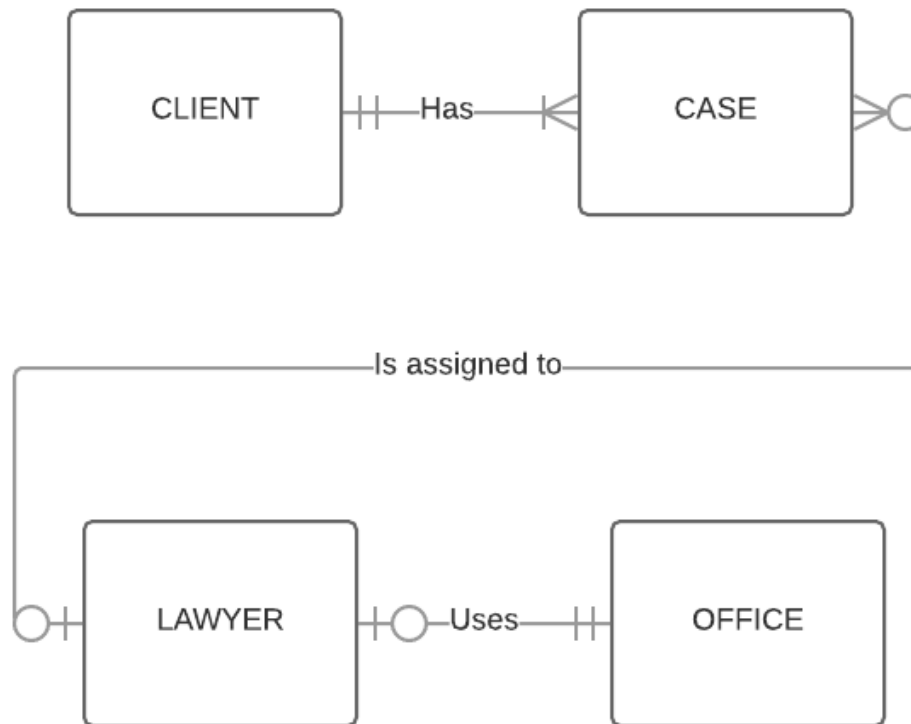 CLIENT
Has
CASE
Is assigned to
LAWYER
Uses
OFFICE